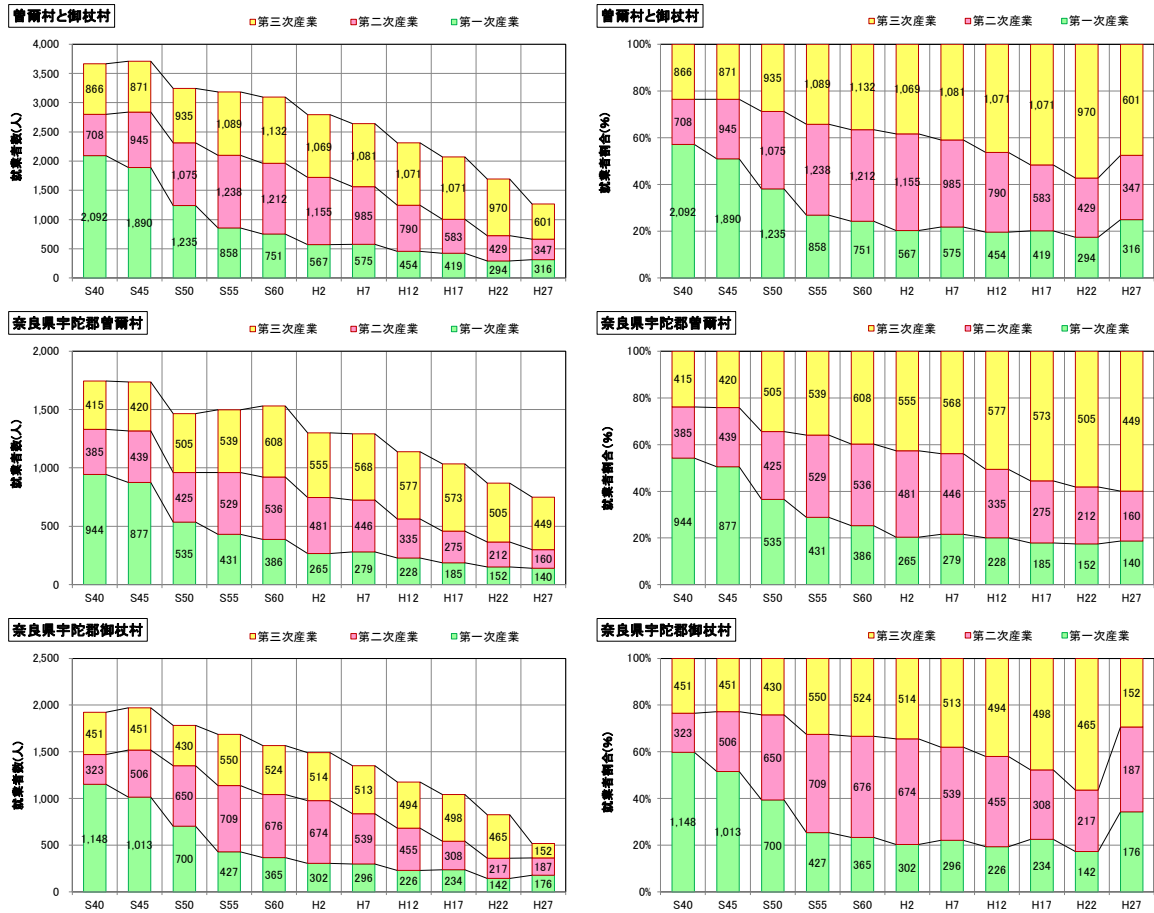 曽爾村と御杖村
第三次産業 第二次産業 第一次産業
就業者数(人)
4,000
3,500
3,000
2,500
2,000
1,500
1,000
500
0
866 871 935 1,089 1,132 1,069 1,081 1,071 1,071 970 601
708 945 1,075 1,238 1,212 1,155 985 790 583 429 347
2,092 1,890 1,235 858 751 567 575 454 419 294 316
S40 S45 S50 S55 S60 H2 H7 H12 H17 H22 H27
曽爾村と御杖村
第三次産業 第二次産業 第一次産業
就業者割合(%)
100%
80%
60%
40%
20%
0%
866 871 935 1,089 1,132 1,069 1,081 1,071 1,071 970 601
708 945 1,075 1,238 1,212 1,155 985 790 583 429 347
2,092 1,890 1,235 858 751 567 575 454 419 294 316
S40 S45 S50 S55 S60 H2 H7 H12 H17 H22 H27
奈良県宇陀郡曽爾村
第三次産業 第二次産業 第一次産業
就業者数(人)
2,000
1,500
1,000
500
0
415 420 505 539 608 555 568 577 573 505 449
385 439 425 529 536 481 446 335 275 212 160
944 877 535 431 386 265 279 228 185 152 140
S40 S45 S50 S55 S60 H2 H7 H12 H17 H22 H27
奈良県宇陀郡曽爾村
第三次産業 第二次産業 第一次産業
就業者割合(%)
100%
80%
60%
40%
20%
0%
415 420 505 539 608 555 568 577 573 505 449
385 439 425 529 536 481 446 335 275 212 160
944 877 535 431 386 265 279 228 185 152 140
S40 S45 S50 S55 S60 H2 H7 H12 H17 H22 H27
奈良県宇陀郡御杖村
第三次産業 第二次産業 第一次産業
就業者数(人)
2,500
2,000
1,500
1,000
500
0
451 451 430 550 524 514 513 494 498 465 152
323 506 650 709 676 674 539 455 308 217 187
1,148 1,013 700 427 365 302 296 226 234 142 176
S40 S45 S50 S55 S60 H2 H7 H12 H17 H22 H27
奈良県宇陀郡御杖村
第三次産業 第二次産業 第一次産業
就業者割合(%)
100%
80%
60%
40%
20%
0%
451 451 430 550 524 514 513 494 498 465 152
323 506 650 709 676 674 539 455 308 217 187
1,148 1,013 700 427 365 302 296 226 234 142 176
S40 S45 S50 S55 S60 H2 H7 H12 H17 H22 H27